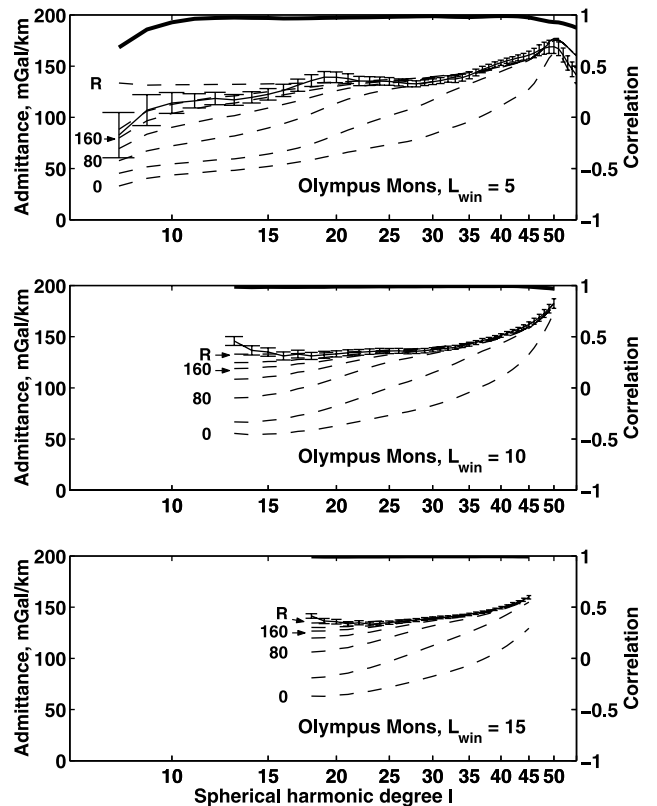 200
150
100
50
0
Admittance, mGal/km
R
160
80
0
Olympus Mons, L_win = 5
1
0.5
0
−0.5
−1
Correlation
10 15 20 25 30 35 40 45 50
200
150
100
50
0
Admittance, mGal/km
R
160
80
0
Olympus Mons, L_win = 10
1
0.5
0
−0.5
−1
Correlation
10 15 20 25 30 35 40 45 50
200
150
100
50
0
Admittance, mGal/km
R
160
80
0
Olympus Mons, L_win = 15
1
0.5
0
−0.5
−1
Correlation
10 15 20 25 30 35 40 45 50
Spherical harmonic degree l